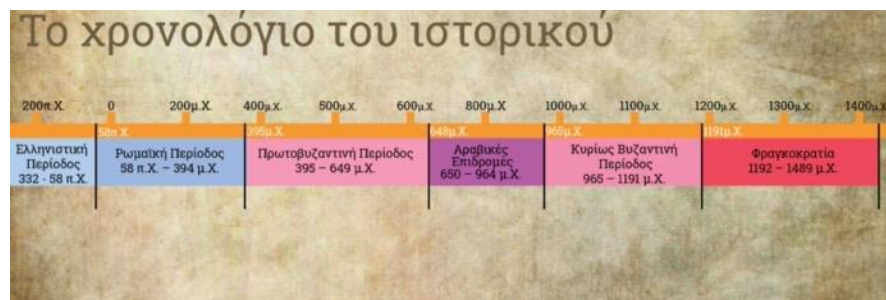 Το χρονολόγιο του ιστορικού
200π.Χ. 0 200μ.Χ. 400μ.Χ. 500μ.Χ. 600μ.Χ. 800μ.Χ. 1000μ.Χ. 1100μ.Χ. 1200μ.Χ. 1300μ.Χ. 1400μ.Χ
58π.Χ. 395μ.Χ 648μ.Χ. 965μ.Χ 1191μ.Χ.
Ελληνιστική
Περίοδος
332 - 58 π.Χ.
Ρωμαϊκή Περίοδος
58 π.Χ. – 394 μ.Χ.
Πρωτοβυζαντινή Περίοδος
395 – 649 μ.Χ.
Αραβικές
Επιδρομές
650 – 964 μ.Χ.
Κυρίως Βυζαντινή
Περίοδος
965 – 1191 μ.Χ.
Φραγκοκρατία
1192 – 1489 μ.Χ.